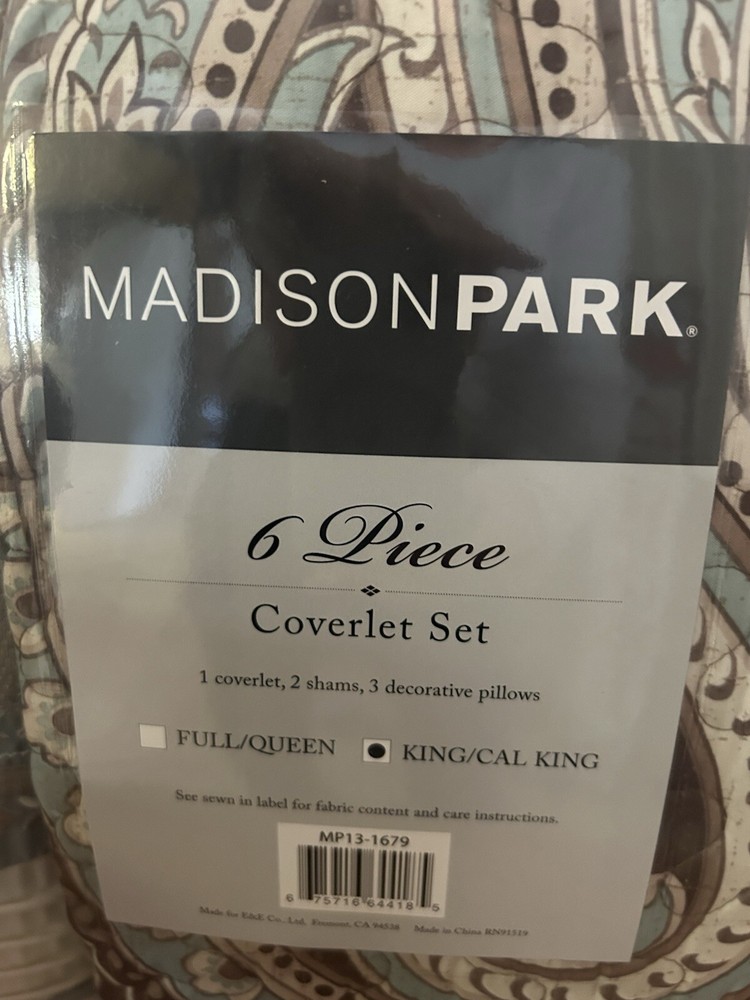 MADISONPARK®
6 Piece
Coverlet Set
1 coverlet, 2 shams, 3 decorative pillows
FULL/QUEEN KING/CAL KING
See sewn in label for fabric content and care instructions.
MP13-1679
6 75716 64418 5
Made for E&E Co., Ltd. Fremont, CA 94538 Made in China RN91519